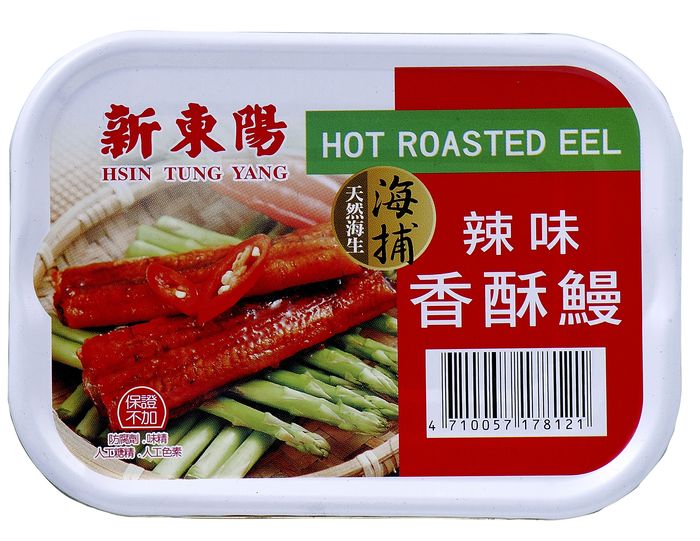 新東陽
HSIN TUNG YANG
HOT ROASTED EEL
海捕
天然海生
辣味
香酥鰻
保證
不加
防腐劑．味精
人工糖精．人工色素
4 710057 178121